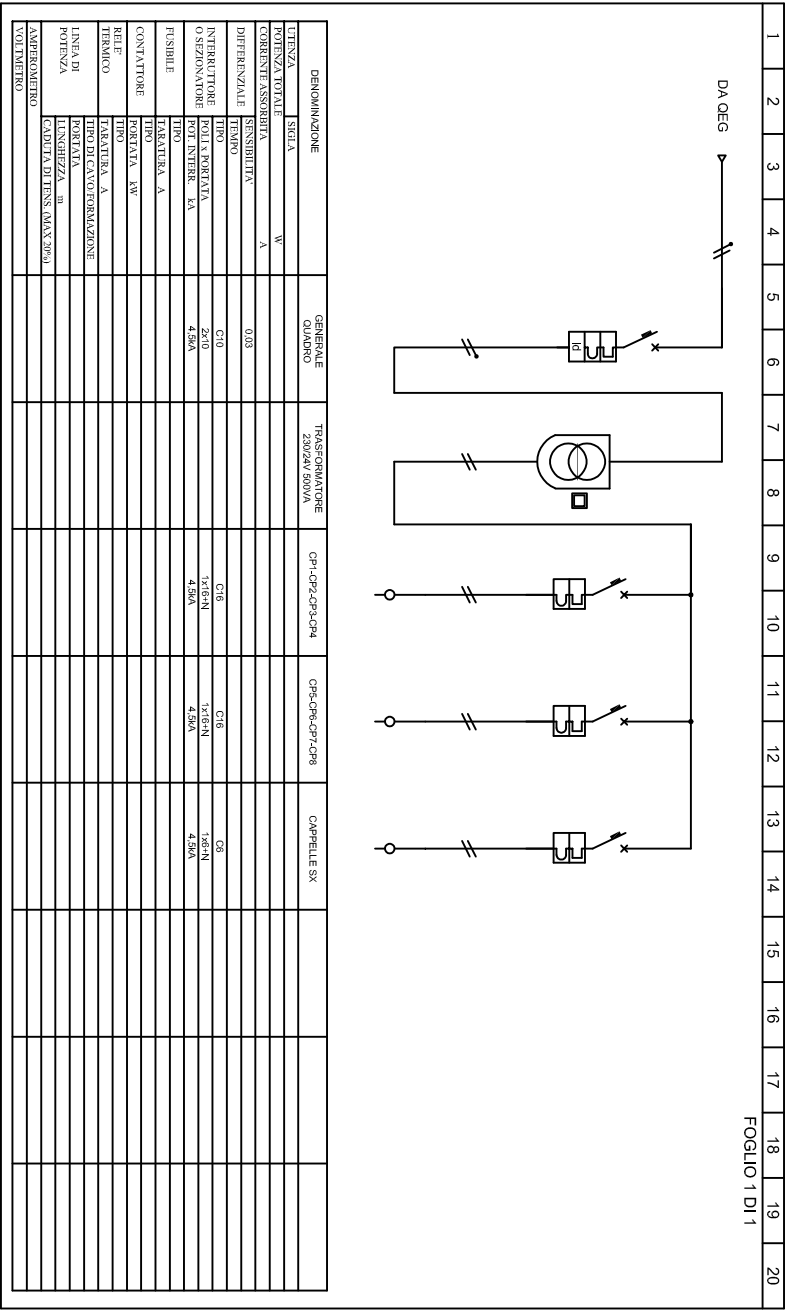 1 2 3 4 5 6 7 8 9 10 11 12 13 14 15 16 17 18 19 20
FOGLIO 1 DI 1
DA QEG
Id
DENOMINAZIONE
GENERALE
QUADRO
TRASFORMATORE
230/24V 500VA
CP1-CP2-CP3-CP4
CP5-CP6-CP7-CP8
CAPPELLE SX
UTENZA SIGLA
POTENZA TOTALE W
CORRENTE ASSORBITA A
DIFFERENZIALE SENSIBILITA' 0,03
TEMPO
INTERRUTTORE
O SEZIONATORE
TIPO C10 C16 C16 C6
POLI x PORTATA 2x10 1x16+N 1x16+N 1x6+N
POT. INTERR. kA 4,5kA 4,5kA 4,5kA 4,5kA
FUSIBILE TIPO
TARATURA A
CONTATTORE TIPO
PORTATA kW
RELE'
TERMICO
TIPO
TARATURA A
LINEA DI
POTENZA
TIPO DI CAVO/FORMAZIONE
PORTATA
LUNGHEZZA m
CADUTA DI TENS. (MAX 20%)
AMPEROMETRO
VOLTMETRO